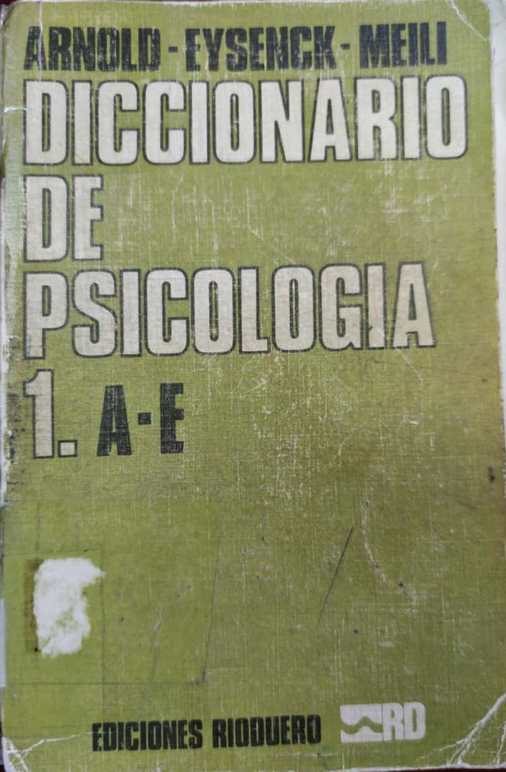 ARNOLD-EYSENCK-MEILI
DICCIONARIO
DE
PSICOLOGIA
1. A-E
EDICIONES RIODUERO RD